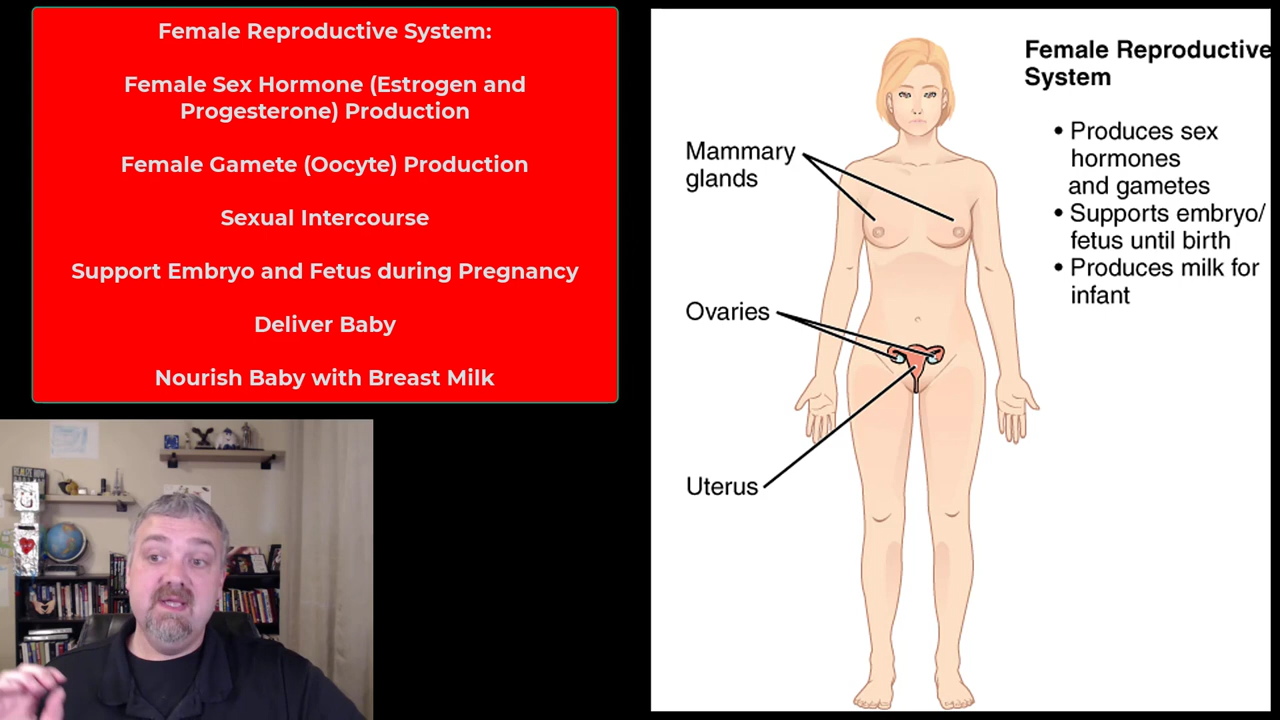 Female Reproductive System:
Female Sex Hormone (Estrogen and
Progesterone) Production
Female Gamete (Oocyte) Production
Sexual Intercourse
Support Embryo and Fetus during Pregnancy
Deliver Baby
Nourish Baby with Breast Milk
Female Reproductive
System
• Produces sex
hormones
and gametes
• Supports embryo/
fetus until birth
• Produces milk for
infant
Mammary
glands
Ovaries
Uterus